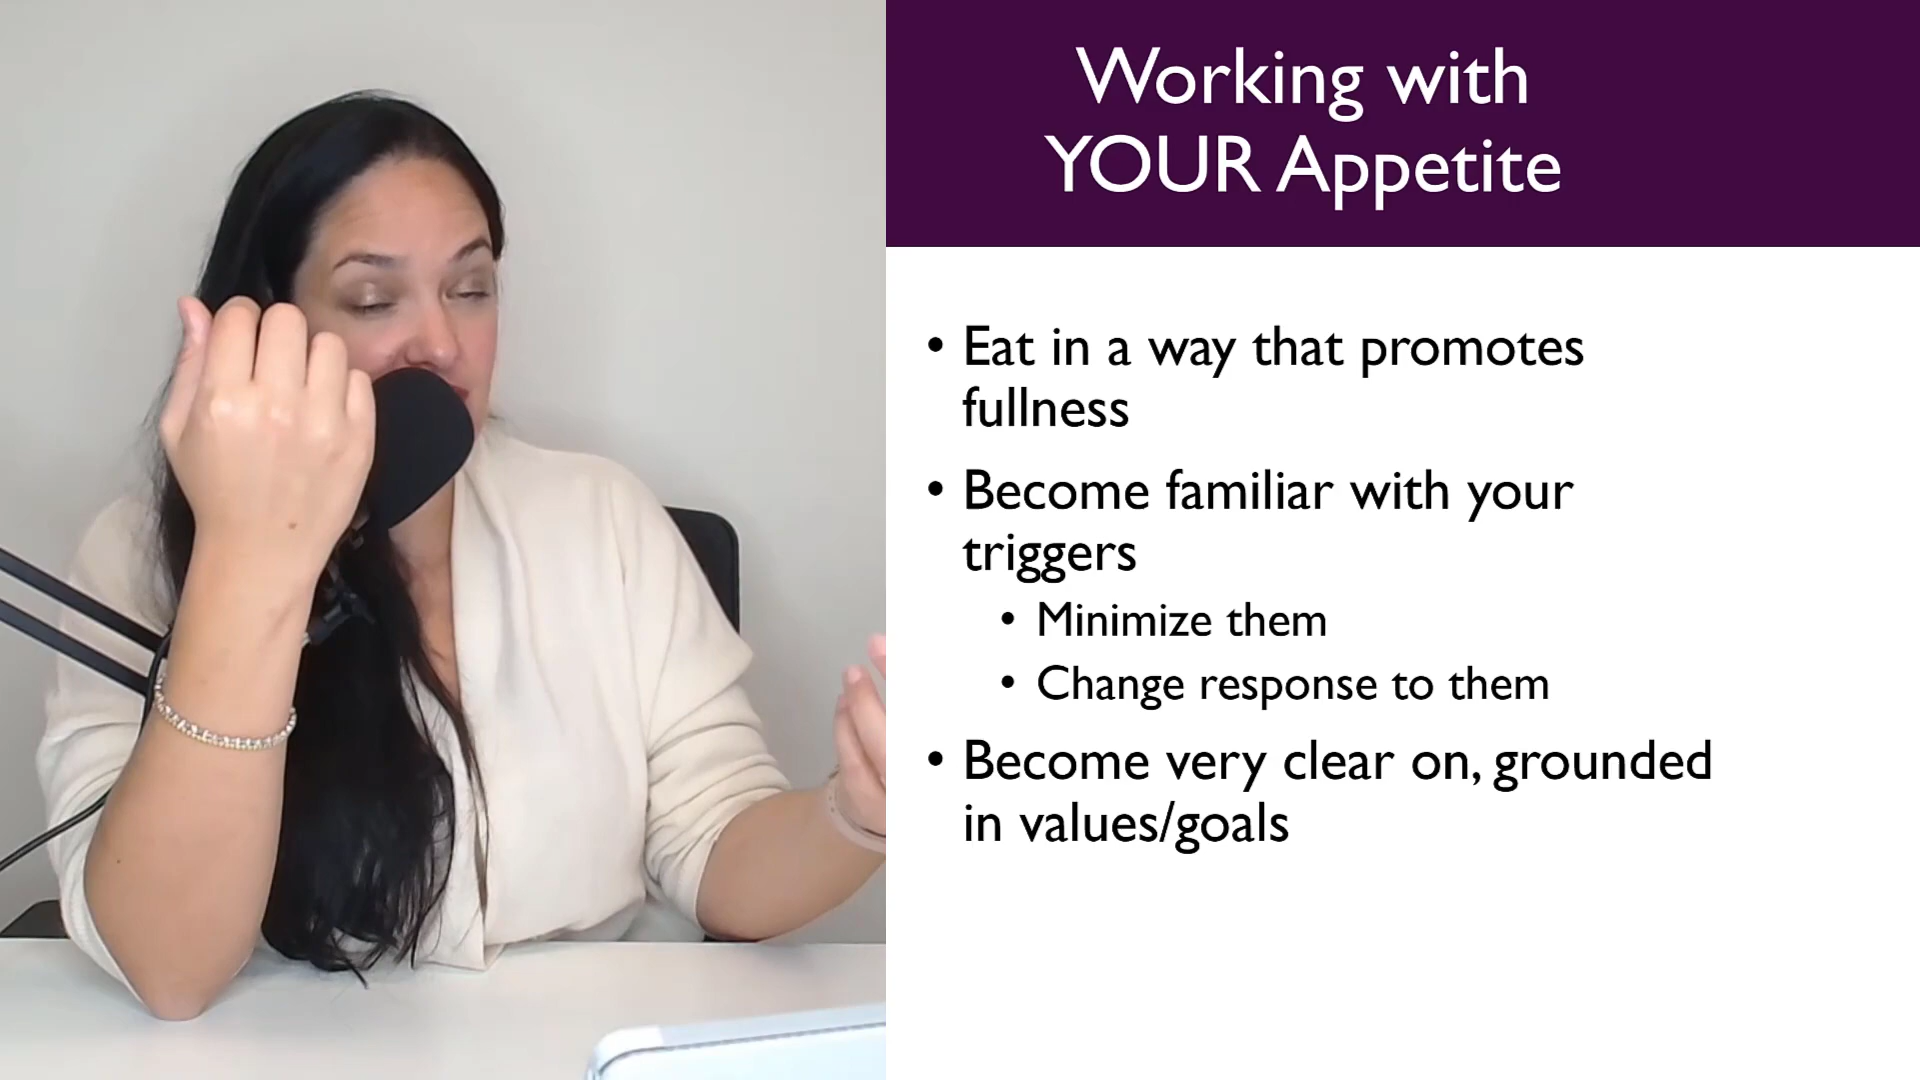 Working with
YOUR Appetite
• Eat in a way that promotes
fullness
• Become familiar with your
triggers
• Minimize them
• Change response to them
• Become very clear on, grounded
in values/goals